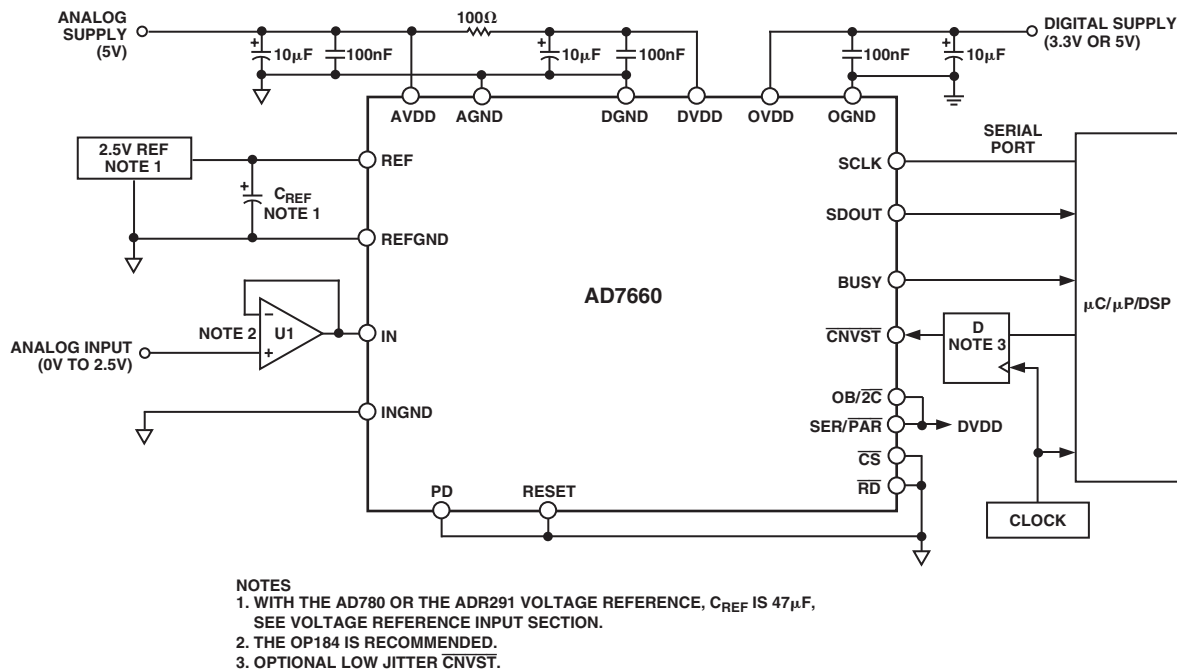 ANALOG
SUPPLY
(5V)
100Ω
+
10μF
100nF
+
10μF
100nF
100nF
+
10μF
DIGITAL SUPPLY
(3.3V OR 5V)
AVDD
AGND
DGND
DVDD
OVDD
OGND
2.5V REF
NOTE 1
REF
+
CREF
NOTE 1
REFGND
SERIAL
PORT
SCLK
SDOUT
BUSY
AD7660
μC/μP/DSP
NOTE 2
−
U1
+
IN
ANALOG INPUT
(0V TO 2.5V)
CNVST
D
NOTE 3
INGND
OB/2C
SER/PAR
DVDD
CS
RD
PD
RESET
CLOCK
NOTES
1. WITH THE AD780 OR THE ADR291 VOLTAGE REFERENCE, CREF IS 47μF,
SEE VOLTAGE REFERENCE INPUT SECTION.
2. THE OP184 IS RECOMMENDED.
3. OPTIONAL LOW JITTER CNVST.